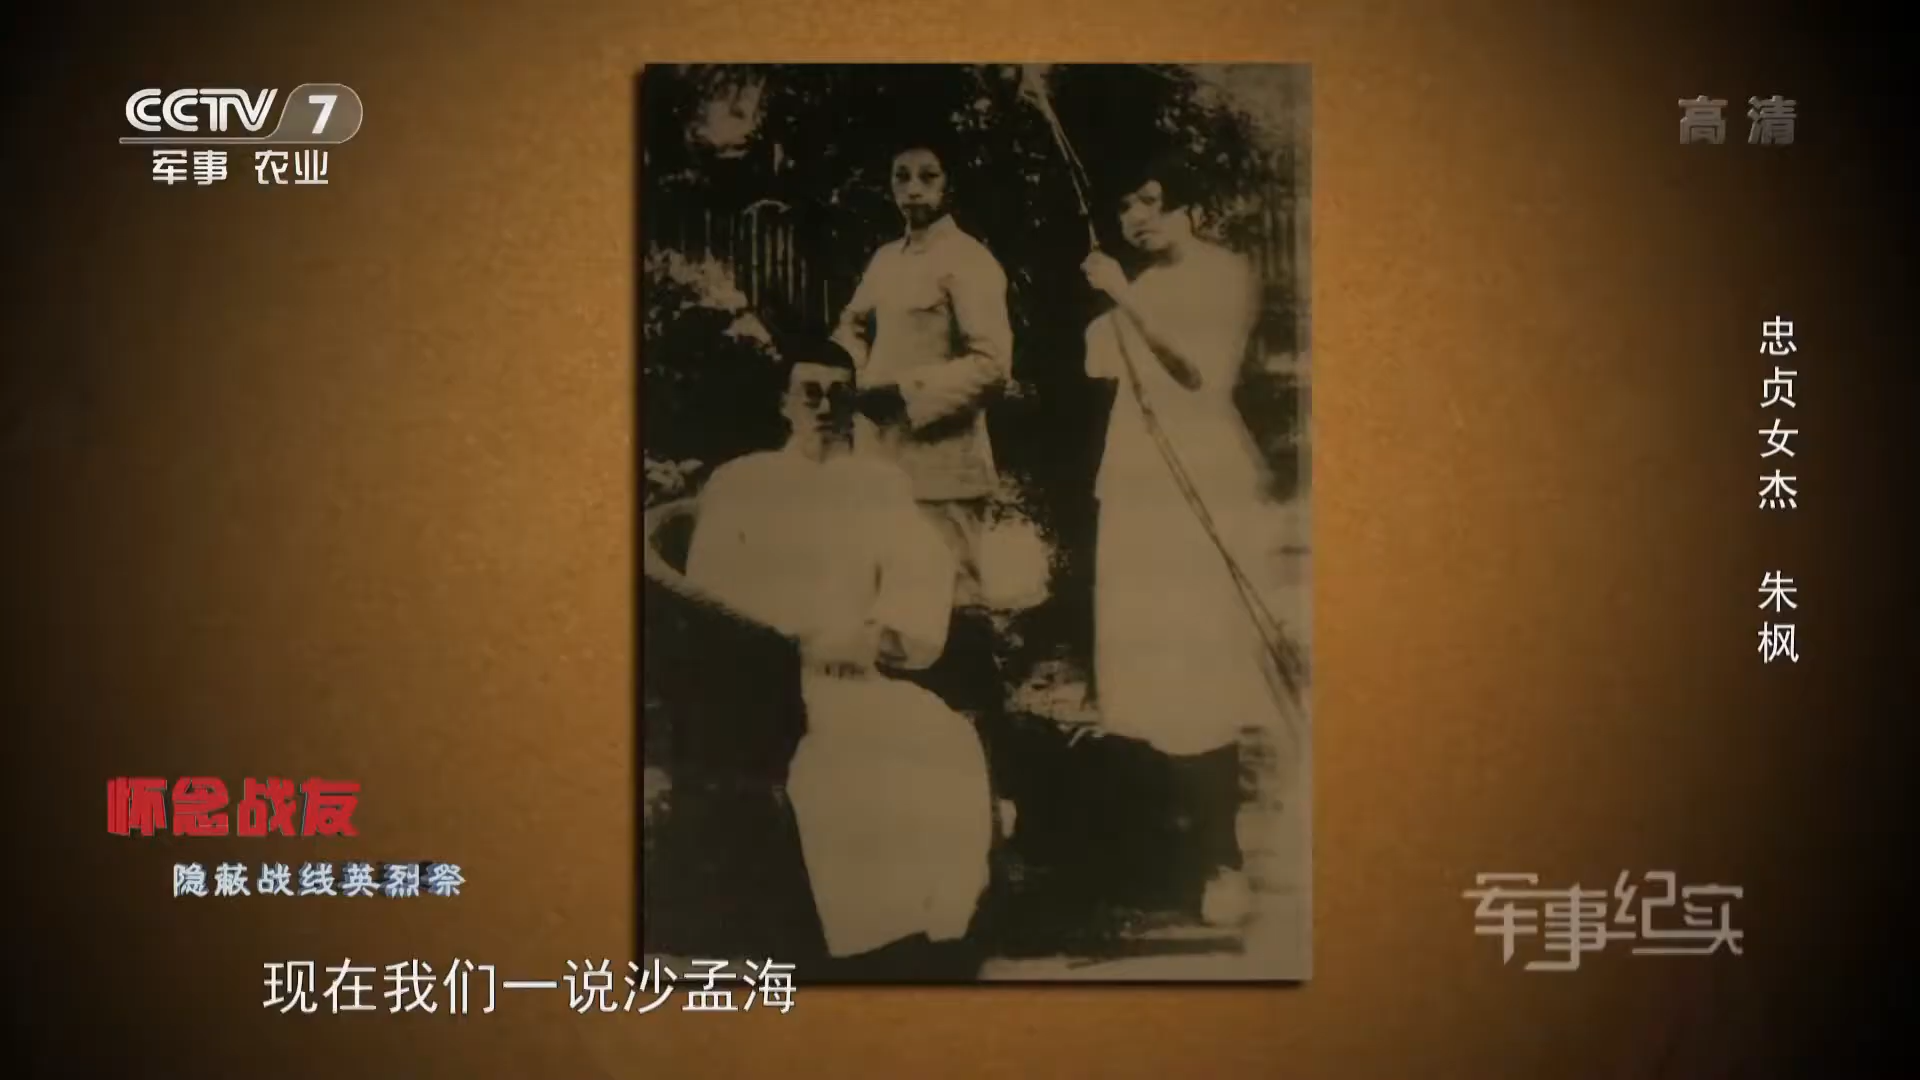 CCTV 7
军事 农业
高清
忠贞女杰 朱枫
怀念战友
隐蔽战线英烈祭
军事纪实
现在我们一说沙孟海